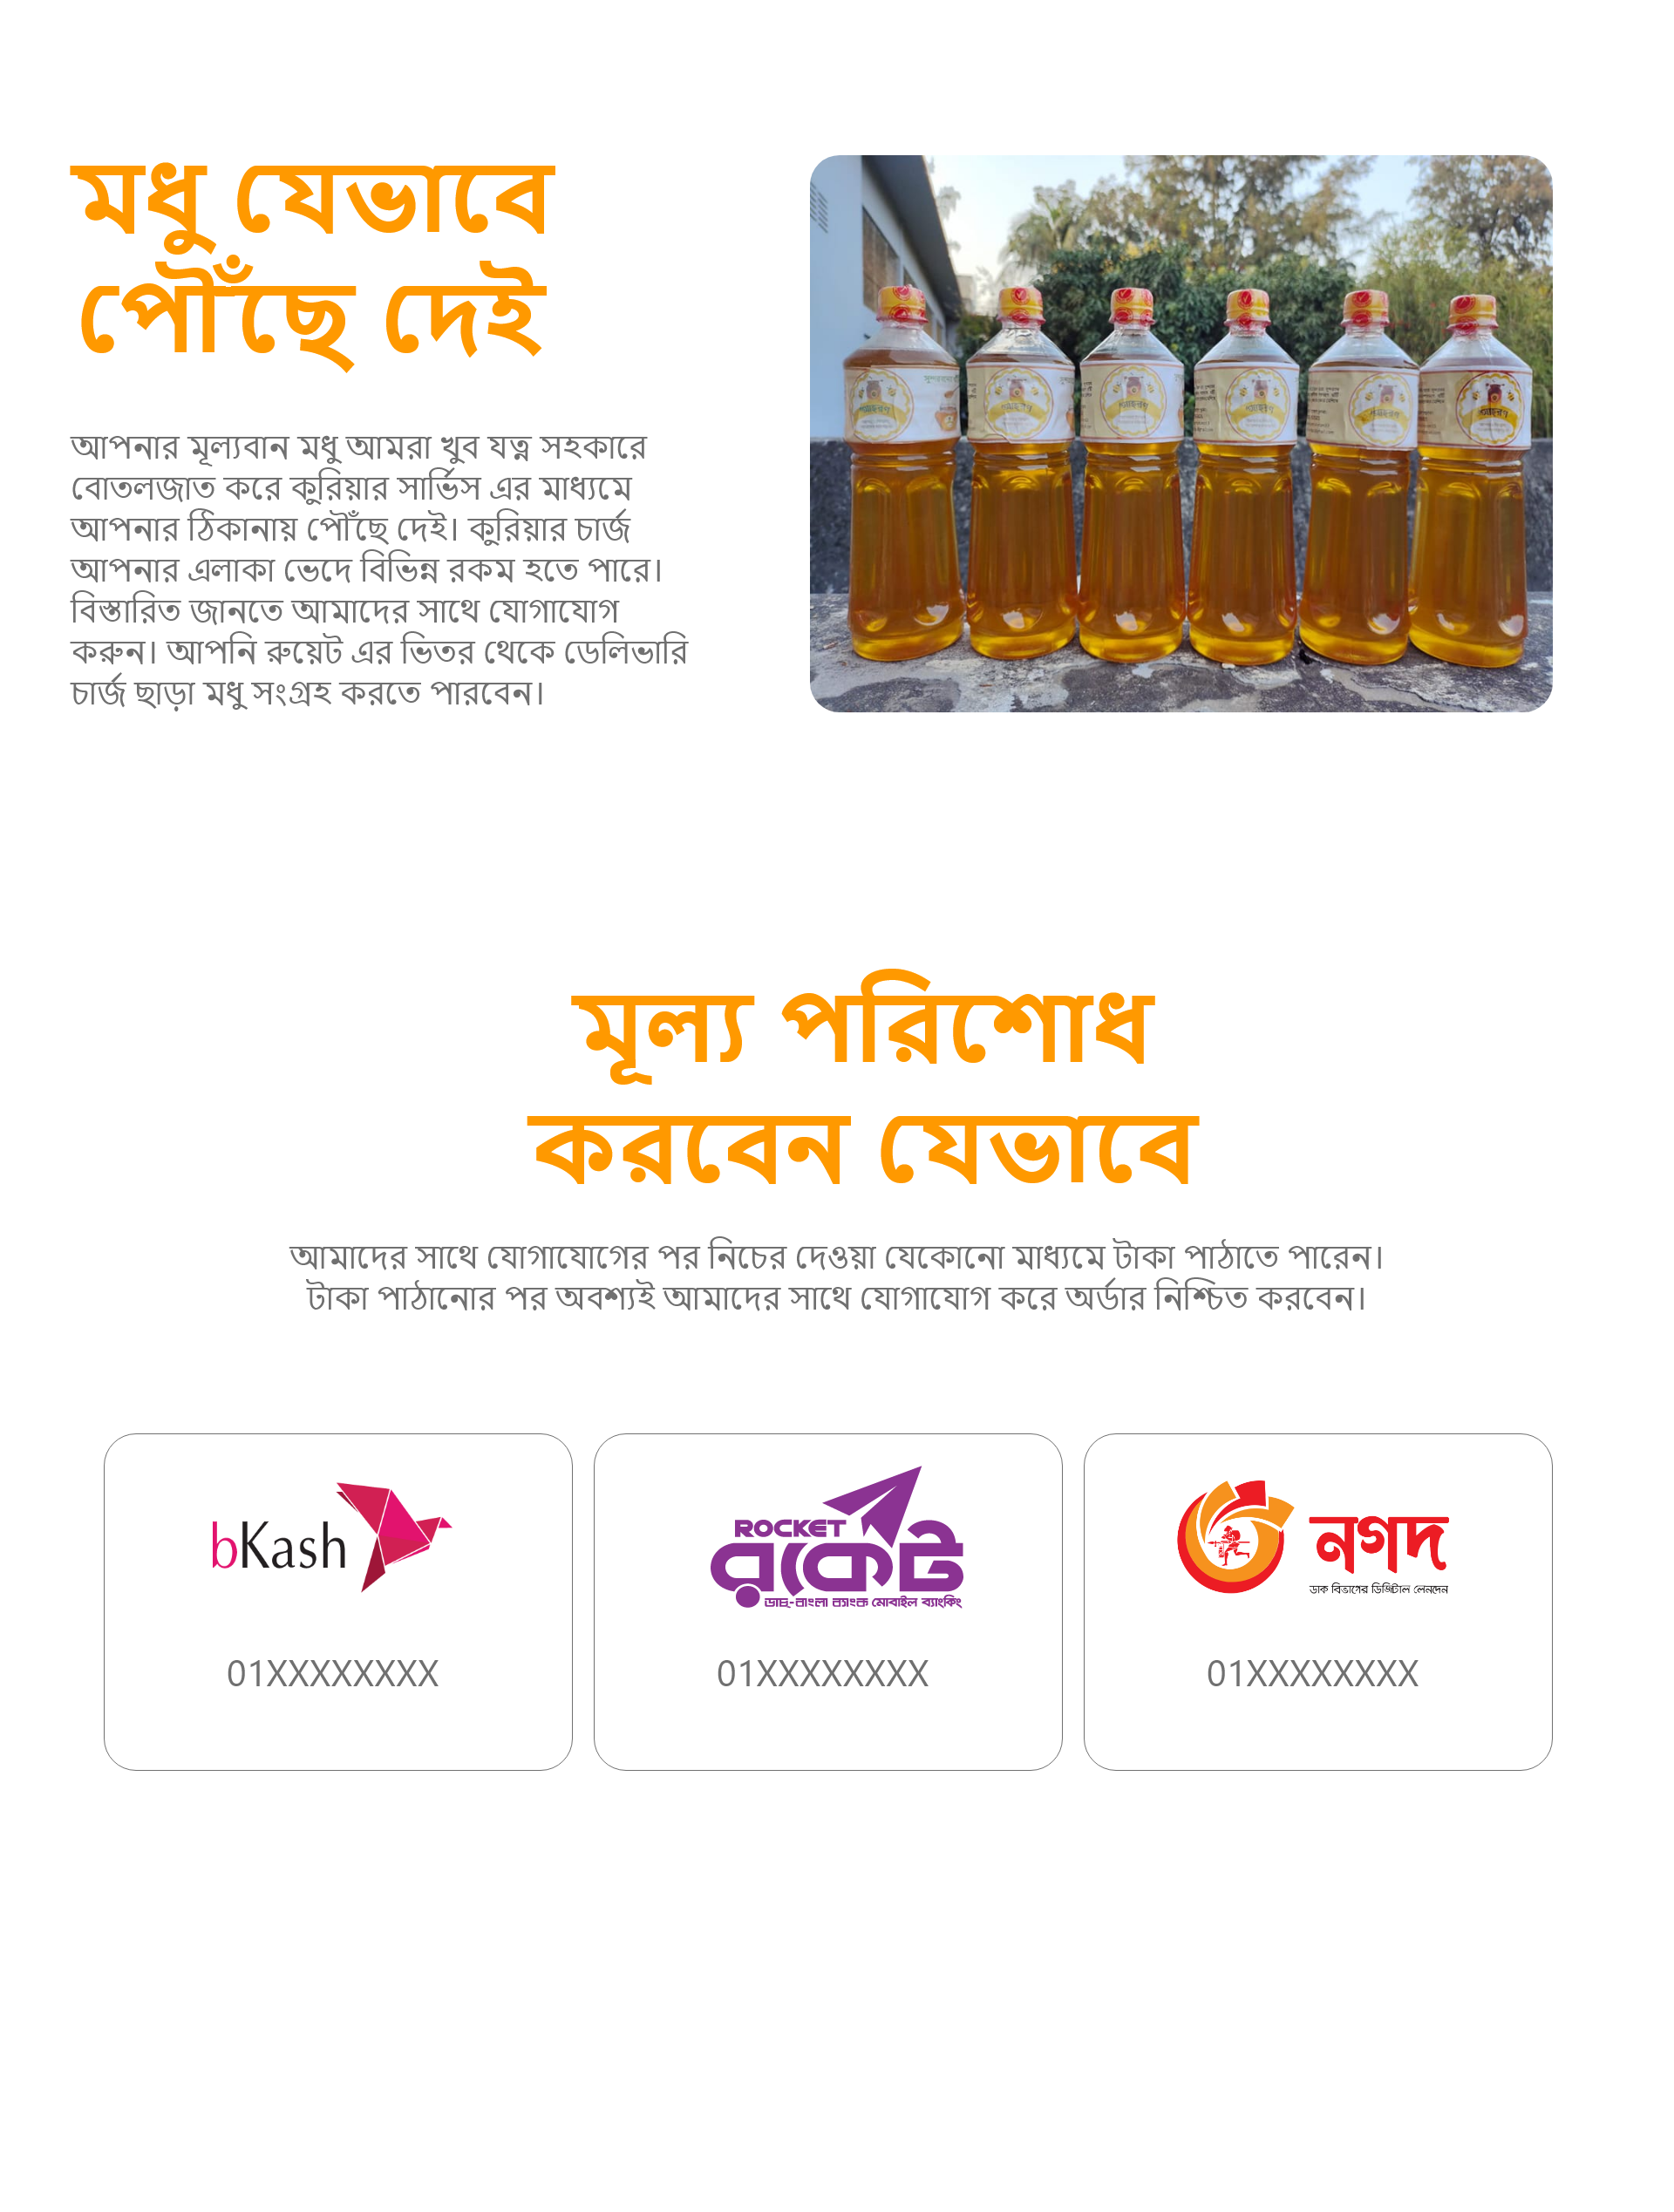 মধু যেভাবে
পৌঁছে দেই
আপনার মূল্যবান মধু আমরা খুব যত্ন সহকারে
বোতলজাত করে কুরিয়ার সার্ভিস এর মাধ্যমে
আপনার ঠিকানায় পৌঁছে দেই। কুরিয়ার চার্জ
আপনার এলাকা ভেদে বিভিন্ন রকম হতে পারে।
বিস্তারিত জানতে আমাদের সাথে যোগাযোগ
করুন। আপনি রুয়েট এর ভিতর থেকে ডেলিভারি
চার্জ ছাড়া মধু সংগ্রহ করতে পারবেন।
মূল্য পরিশোধ
করবেন যেভাবে
আমাদের সাথে যোগাযোগের পর নিচের দেওয়া যেকোনো মাধ্যমে টাকা পাঠাতে পারেন।
টাকা পাঠানোর পর অবশ্যই আমাদের সাথে যোগাযোগ করে অর্ডার নিশ্চিত করবেন।
bKash
ROCKET
রকেট
ডাচ্-বাংলা ব্যাংক মোবাইল ব্যাংকিং
নগদ
ডাক বিভাগের ডিজিটাল লেনদেন
01XXXXXXXX
01XXXXXXXX
01XXXXXXXX